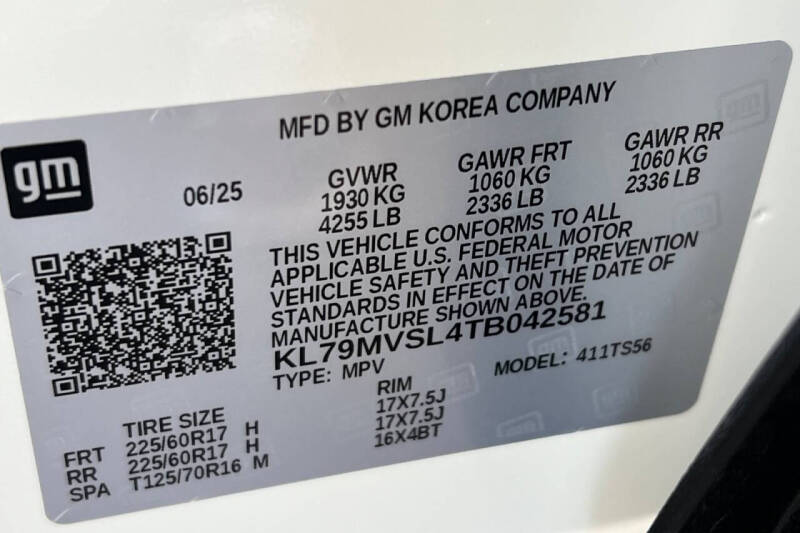 MFD BY GM KOREA COMPANY
gm
06/25
GVWR
1930 KG
4255 LB
GAWR FRT
1060 KG
2336 LB
GAWR RR
1060 KG
2336 LB
THIS VEHICLE CONFORMS TO ALL
APPLICABLE U.S. FEDERAL MOTOR
VEHICLE SAFETY AND THEFT PREVENTION
STANDARDS IN EFFECT ON THE DATE OF
MANUFACTURE SHOWN ABOVE.
KL79MVSL4TB042581
TYPE: MPV
MODEL: 411TS56
TIRE SIZE
RIM
FRT 225/60R17 H 17X7.5J
RR 225/60R17 H 17X7.5J
SPA T125/70R16 M 16X4BT